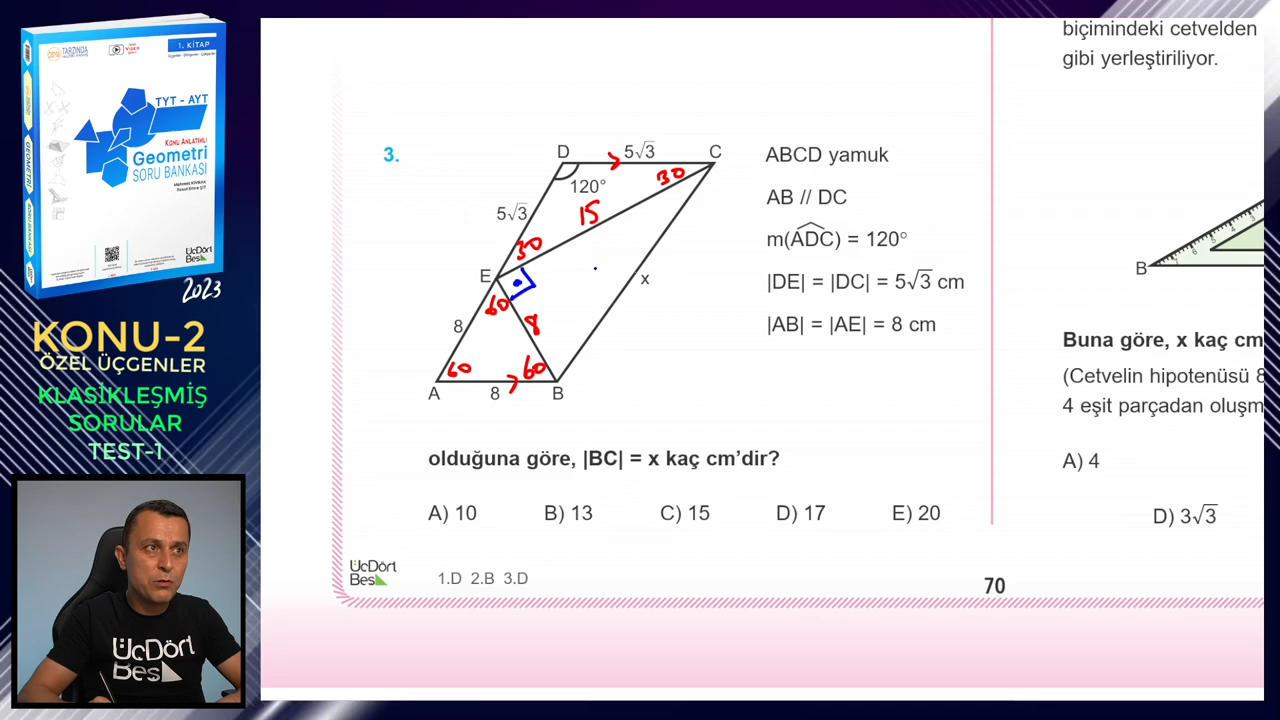 1. KİTAP
TARZINDA
TYT - AYT
KONU ANLATIMLI
Geometri
SORU BANKASI
GEOMETRİ
ÜçDört
Beş
2023
KONU-2
ÖZEL ÜÇGENLER
KLASİKLEŞMİŞ
SORULAR
TEST-1
ÜçDört
Beş
3.
D
5√3
C
120°
30
15
5√3
30
E
60
x
8
8
60
60
A
8
B
ABCD yamuk
AB // DC
m(ADC) = 120°
|DE| = |DC| = 5√3 cm
|AB| = |AE| = 8 cm
olduğuna göre, |BC| = x kaç cm'dir?
A) 10 B) 13 C) 15 D) 17 E) 20
ÜçDört
Beş
1.D 2.B 3.D
70
biçimindeki cetvelden
gibi yerleştiriliyor.
B
Buna göre, x kaç cm
(Cetvelin hipotenüsü 8
4 eşit parçadan oluşm
A) 4
D) 3√3